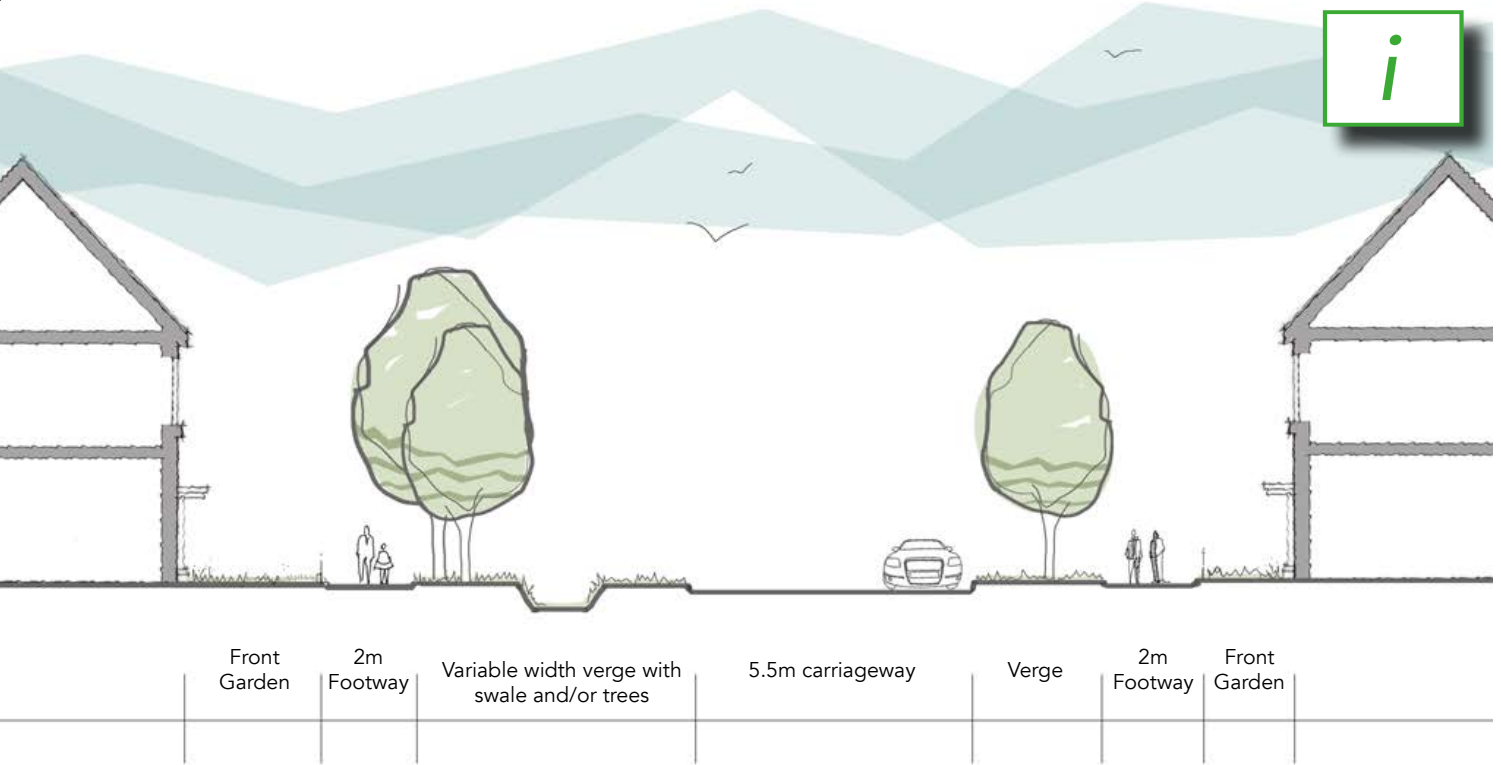 i
Front
Garden
2m
Footway
Variable width verge with
swale and/or trees
5.5m carriageway
Verge
2m
Footway
Front
Garden